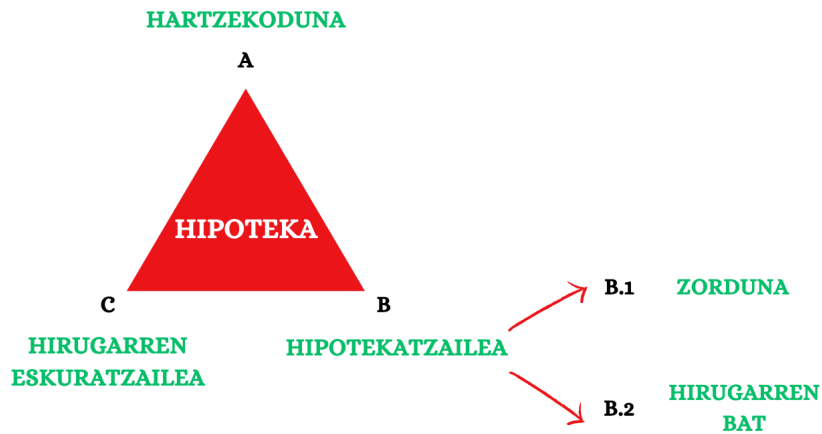 HARTZEKODUNA
A
HIPOTEKA
C
B
HIRUGARREN
ESKURATZAILEA
HIPOTEKATZAILEA
B.1 ZORDUNA
B.2 HIRUGARREN
BAT